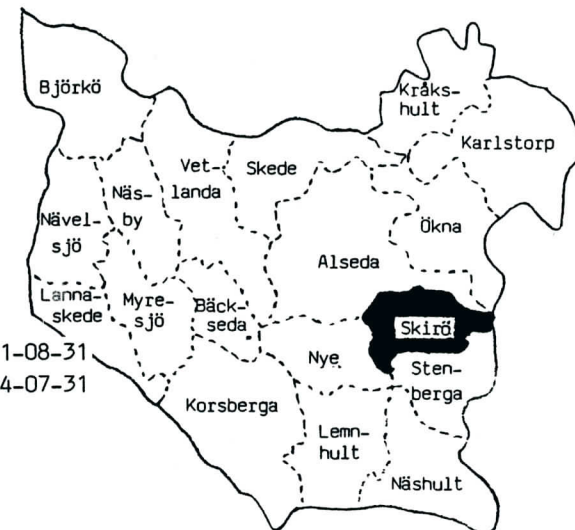 Björkö
Kråks-
hult
Karlstorp
Vet-
landa
Skede
Näs-
by
Nävel-
sjö
Ökna
Alseda
Lanna-
skede
Myre-
sjö
Bäck-
seda
Skirö
Nye
Sten-
berga
1-08-31
4-07-31
Korsberga
Lemn-
hult
Näshult